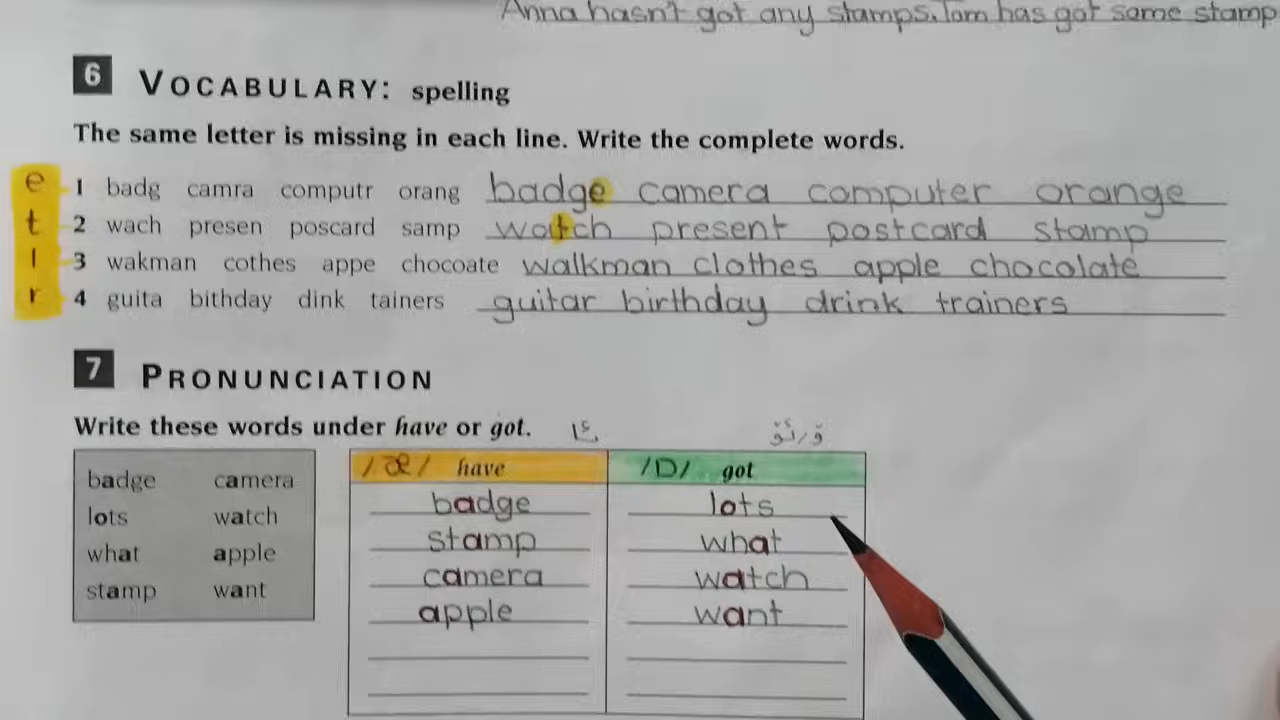 Anna hasn't got any stamps. Tom has got some stamp
6 VOCABULARY: spelling
The same letter is missing in each line. Write the complete words.
e 1 badg camra computr orang badge camera computer orange
t 2 wach presen poscard samp watch present postcard stamp
l 3 wakman cothes appe chocoate walkman clothes apple chocolate
r 4 guita bithday dink tainers guitar birthday drink trainers
7 PRONUNCIATION
Write these words under have or got.
badge camera
lots watch
what apple
stamp want
/æ/ have /ɒ/ got
badge lots
stamp what
camera watch
apple want